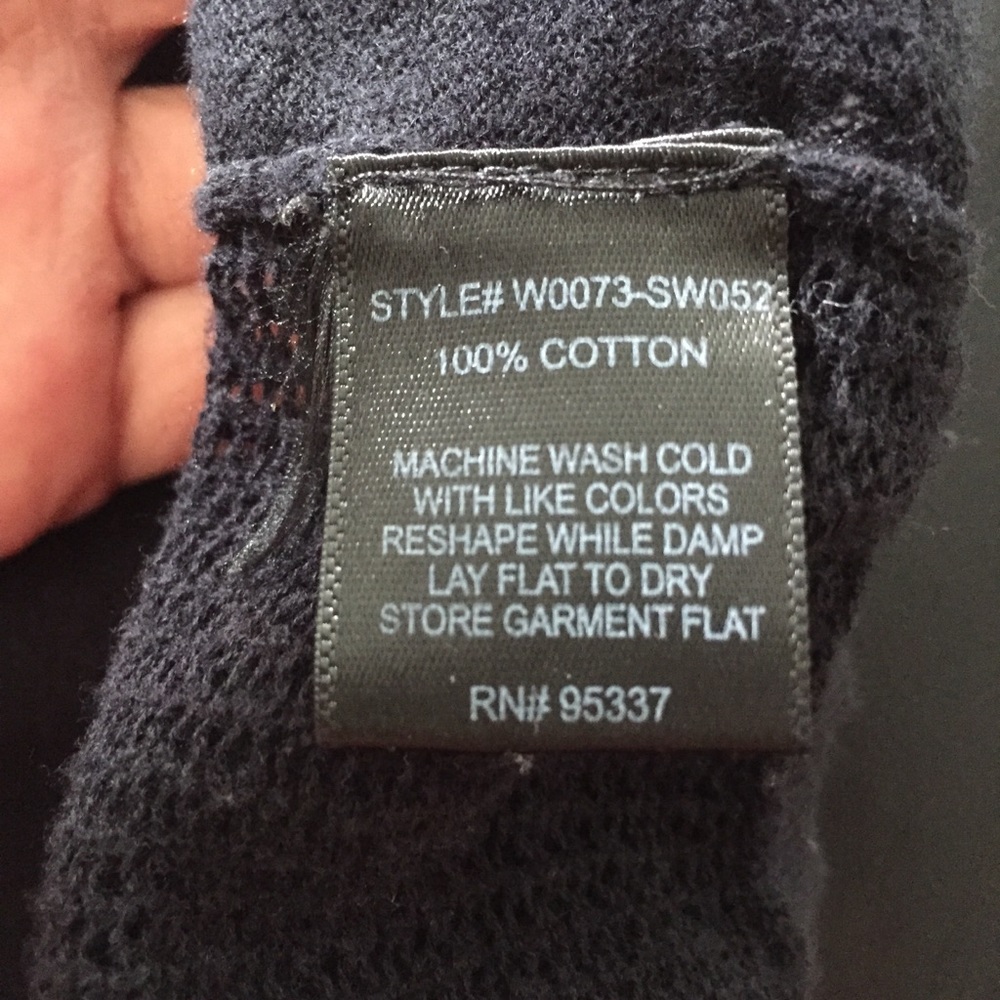 STYLE# W0073-SW052
100% COTTON
MACHINE WASH COLD
WITH LIKE COLORS
RESHAPE WHILE DAMP
LAY FLAT TO DRY
STORE GARMENT FLAT
RN# 95337